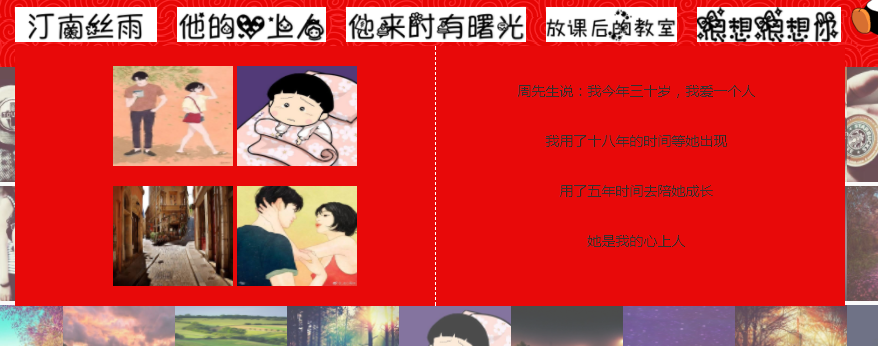 汀南丝雨
他的心上人
他来时有曙光
放课后的教室
狠想狠想你
周先生说：我今年三十岁，我爱一个人
我用了十八年的时间等她出现
用了五年时间去陪她成长
她是我的心上人